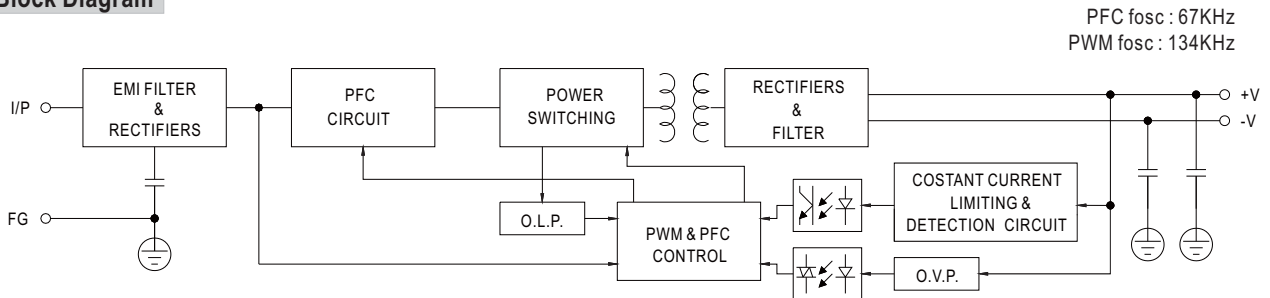 Block Diagram
PFC fosc : 67KHz
PWM fosc : 134KHz
I/P
EMI FILTER
&
RECTIFIERS
PFC
CIRCUIT
POWER
SWITCHING
RECTIFIERS
&
FILTER
+V
-V
FG
O.L.P.
PWM & PFC
CONTROL
COSTANT CURRENT
LIMITING &
DETECTION CIRCUIT
O.V.P.